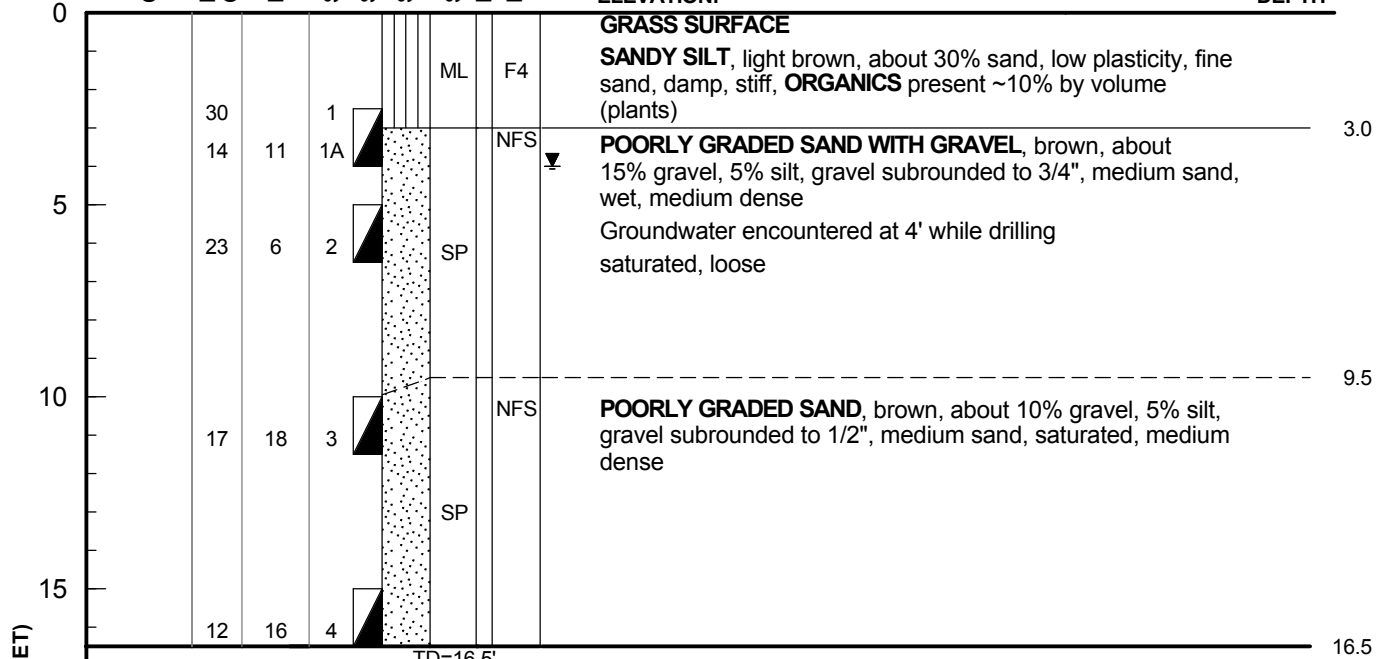 ELEVATION: DEPTH
0
GRASS SURFACE
ML F4 SANDY SILT, light brown, about 30% sand, low plasticity, fine
sand, damp, stiff, ORGANICS present ~10% by volume
30 1 (plants)
3.0
14 11 1A NFS POORLY GRADED SAND WITH GRAVEL, brown, about
15% gravel, 5% silt, gravel subrounded to 3/4", medium sand,
5 wet, medium dense
23 6 2 SP Groundwater encountered at 4' while drilling
saturated, loose
9.5
10 NFS POORLY GRADED SAND, brown, about 10% gravel, 5% silt,
17 18 3 gravel subrounded to 1/2", medium sand, saturated, medium
dense
SP
15
12 16 4
16.5
TD=16.5'
ET)